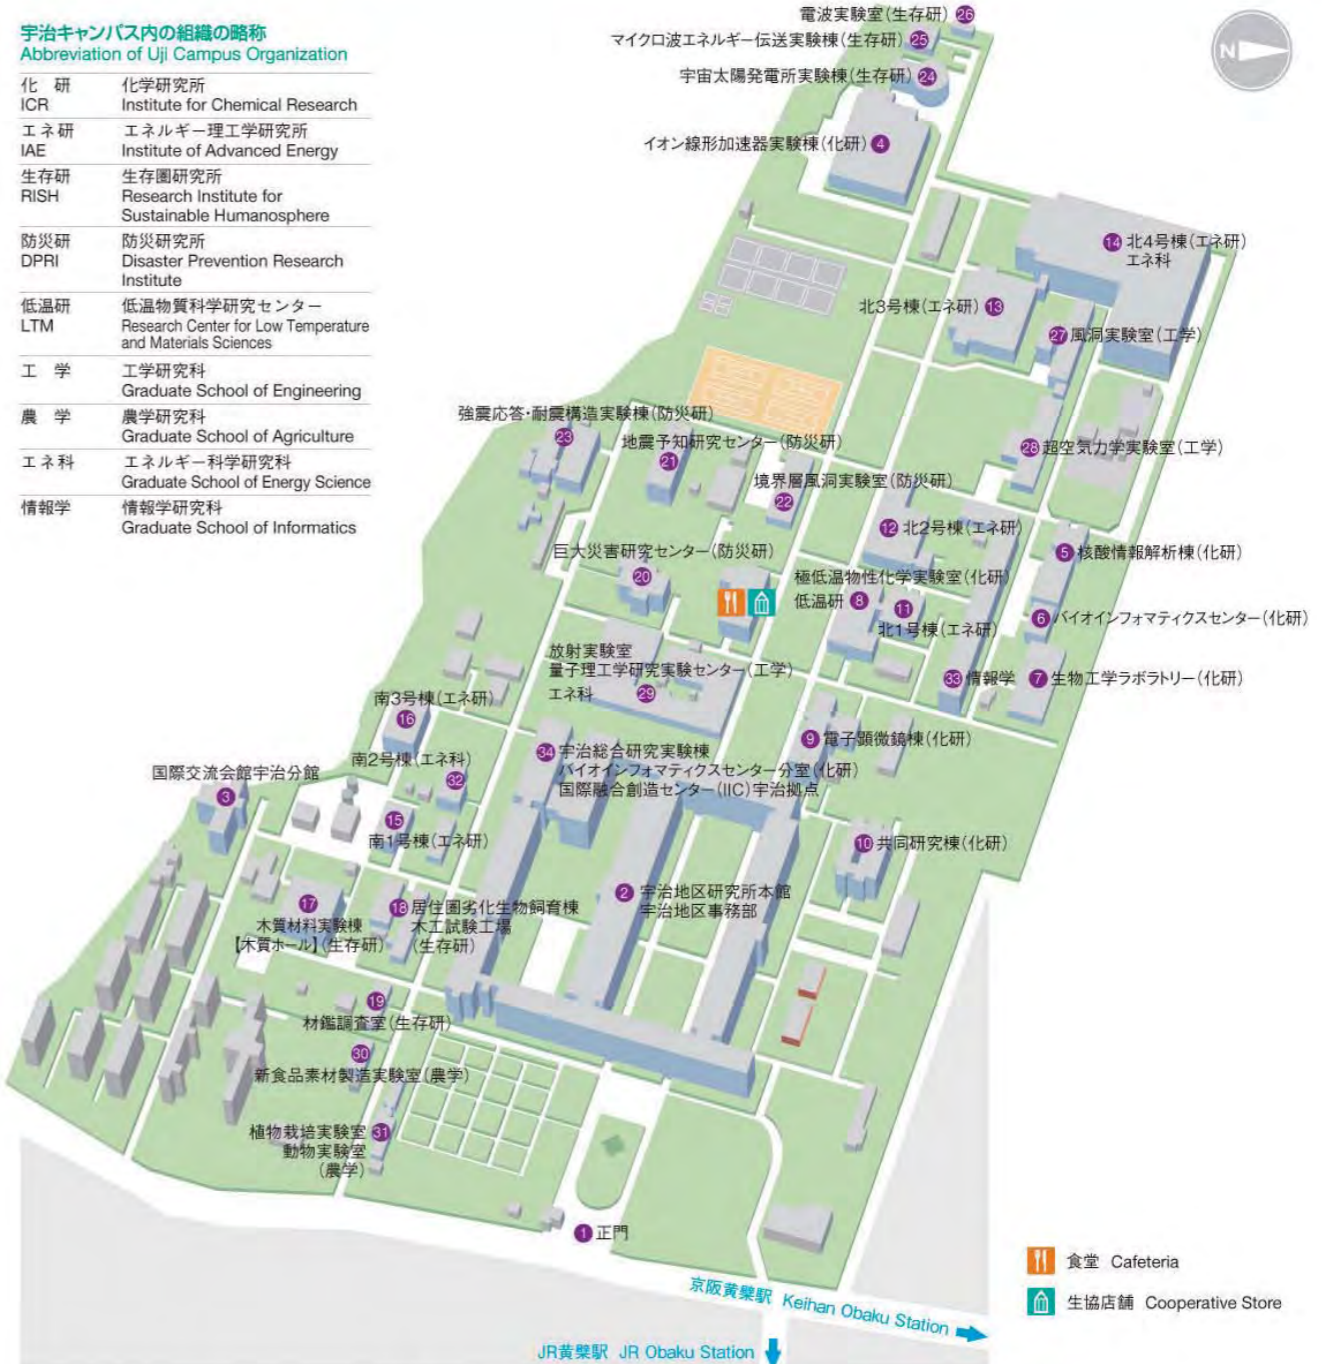 宇治キャンパス内の組織の略称
Abbreviation of Uji Campus Organization
化 研 化学研究所
ICR Institute for Chemical Research
エネ研 エネルギー理工学研究所
IAE Institute of Advanced Energy
生存研 生存圏研究所
RISH Research Institute for
Sustainable Humanosphere
防災研 防災研究所
DPRI Disaster Prevention Research
Institute
低温研 低温物質科学研究センター
LTM Research Center for Low Temperature
and Materials Sciences
工 学 工学研究科
Graduate School of Engineering
農 学 農学研究科
Graduate School of Agriculture
エネ科 エネルギー科学研究科
Graduate School of Energy Science
情報学 情報学研究科
Graduate School of Informatics
N
電波実験室(生存研) 26
マイクロ波エネルギー伝送実験棟(生存研) 25
宇宙太陽発電所実験棟(生存研) 24
イオン線形加速器実験棟(化研) 4
14 北4号棟(エネ研)
エネ科
北3号棟(エネ研) 13
27 風洞実験室(工学)
強震応答・耐震構造実験棟(防災研)
23
地震予知研究センター(防災研)
21
28 超空気力学実験室(工学)
境界層風洞実験室(防災研)
22
12 北2号棟(エネ研)
5 核酸情報解析棟(化研)
巨大災害研究センター(防災研)
20
極低温物性化学実験室(化研)
低温研 8
11
北1号棟(エネ研)
6 バイオインフォマティクスセンター(化研)
放射実験室
量子理工学研究実験センター(工学)
エネ科 29
33 情報学
7 生物工学ラボラトリー(化研)
南3号棟(エネ研)
16
9 電子顕微鏡棟(化研)
34 宇治総合研究実験棟
バイオインフォマティクスセンター分室(化研)
国際融合創造センター(IIC)宇治拠点
南2号棟(エネ科)
32
国際交流会館宇治分館
3
15
南1号棟(エネ研)
10 共同研究棟(化研)
2 宇治地区研究所本館
宇治地区事務部
17
木質材料実験棟
【木質ホール】(生存研)
18 居住圏劣化生物飼育棟
木工試験工場
(生存研)
19
材鑑調査室(生存研)
30
新食品素材製造実験室(農学)
植物栽培実験室 31
動物実験室
(農学)
1 正門
食堂 Cafeteria
生協店舗 Cooperative Store
京阪黄檗駅 Keihan Obaku Station
JR黄檗駅 JR Obaku Station